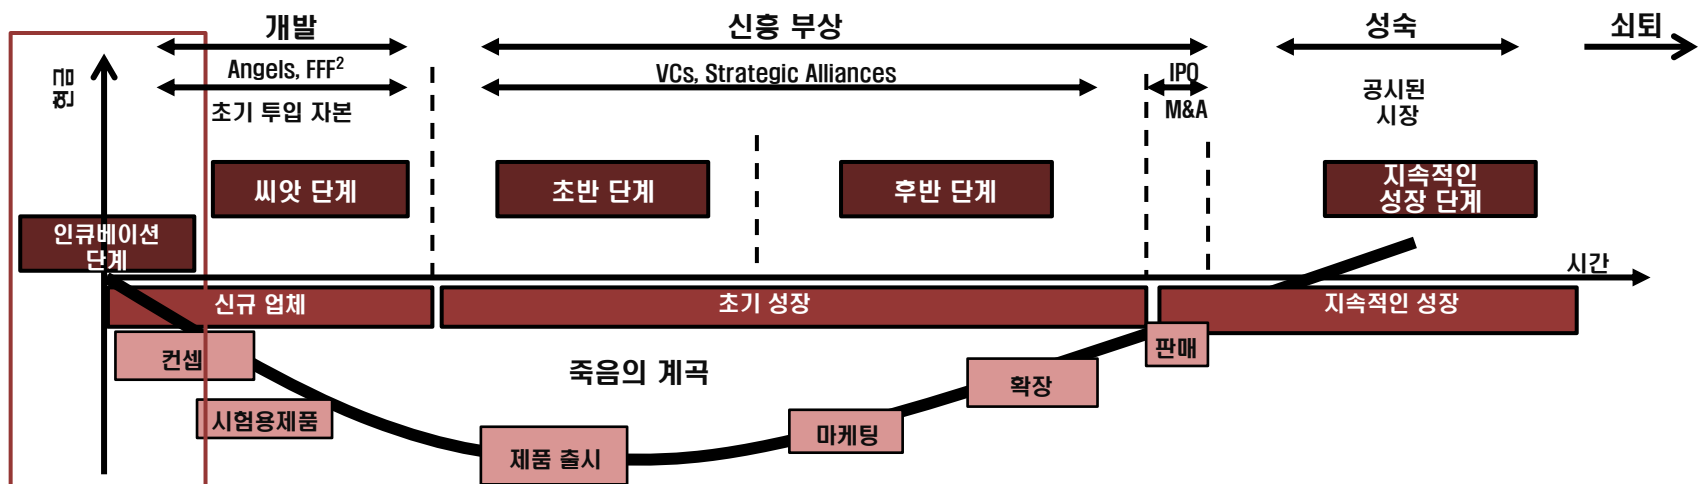 개발
신흥 부상
성숙
쇠퇴
현금
Angels, FFF²
VCs, Strategic Alliances
IPO
초기 투입 자본
M&A
공시된
시장
씨앗 단계
초반 단계
후반 단계
지속적인
성장 단계
인큐베이션
단계
시간
신규 업체
초기 성장
지속적인 성장
컨셉
죽음의 계곡
판매
확장
시험용제품
마케팅
제품 출시